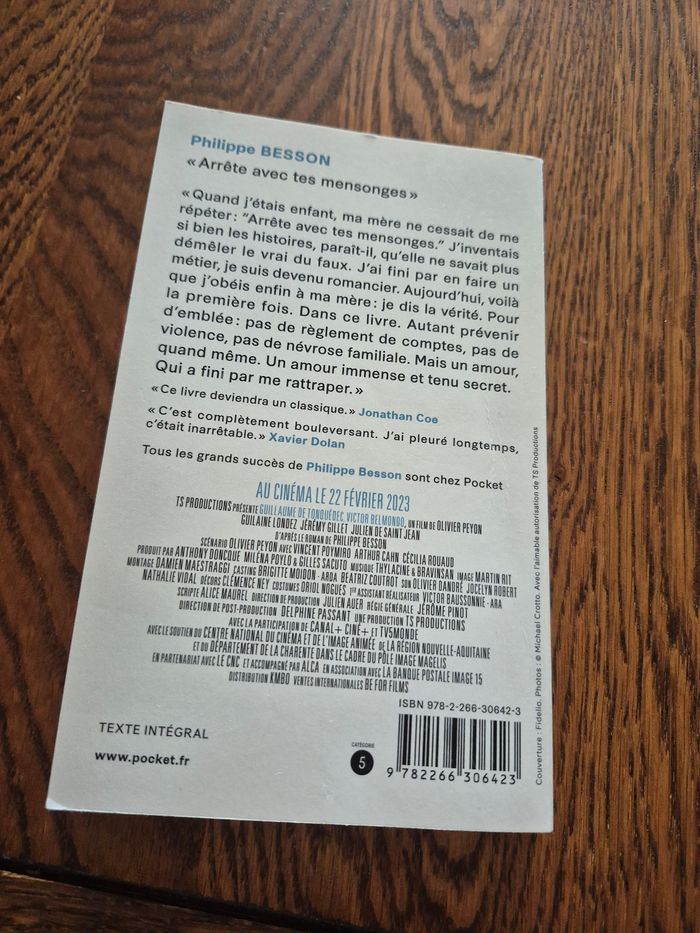 Philippe BESSON
« Arrête avec tes mensonges »
« Quand j'étais enfant, ma mère ne cessait de me
répéter : “Arrête avec tes mensonges.” J'inventais
si bien les histoires, paraît-il, qu'elle ne savait plus
démêler le vrai du faux. J'ai fini par en faire un
métier, je suis devenu romancier. Aujourd'hui, voilà
que j'obéis enfin à ma mère : je dis la vérité. Pour
la première fois. Dans ce livre. Autant prévenir
d'emblée : pas de règlement de comptes, pas de
violence, pas de névrose familiale. Mais un amour,
quand même. Un amour immense et tenu secret.
Qui a fini par me rattraper. »
« Ce livre deviendra un classique. » Jonathan Coe
« C'est complètement bouleversant. J'ai pleuré longtemps,
c'était inarrêtable. » Xavier Dolan
Tous les grands succès de Philippe Besson sont chez Pocket
AU CINÉMA LE 22 FÉVRIER 2023
TS PRODUCTIONS PRÉSENTE GUILLAUME DE TONQUÉDEC, VICTOR BELMONDO, UN FILM DE OLIVIER PEYON
GUILAINE LONDEZ JÉRÉMY GILLET JULIEN DE SAINT JEAN
D'APRÈS LE ROMAN DE PHILIPPE BESSON
SCÉNARIO OLIVIER PEYON AVEC VINCENT POYMIRO ARTHUR CAHN CÉCILIA ROUAUD
PRODUIT PAR ANTHONY DONCQUE MILÉNA POYLO & GILLES SACUTO MUSIQUE THYLACINE & BRAVINSAN IMAGE MARTIN RIT
MONTAGE DAMIEN MAESTRAGGI CASTING BRIGITTE MOIDON - ARDA BEATRIZ COUTROT SON OLIVIER DANDRÉ JOCELYN ROBERT
NATHALIE VIDAL DÉCORS CLÉMENCE NEY COSTUMES ORIOL NOGUES 1ER ASSISTANT RÉALISATEUR VICTOR BAUSSONNIE - ARA
SCRIPTE ALICE MAUREL DIRECTION DE PRODUCTION JULIEN AUER RÉGIE GÉNÉRALE JÉRÔME PINOT
DIRECTION DE POST-PRODUCTION DELPHINE PASSANT UNE PRODUCTION TS PRODUCTIONS
AVEC LA PARTICIPATION DE CANAL+ CINÉ+ ET TV5MONDE
AVEC LE SOUTIEN DU CENTRE NATIONAL DU CINÉMA ET DE L'IMAGE ANIMÉE DE LA RÉGION NOUVELLE-AQUITAINE
ET DU DÉPARTEMENT DE LA CHARENTE DANS LE CADRE DU PÔLE IMAGE MAGELIS
EN PARTENARIAT AVEC LE CNC ET ACCOMPAGNÉ PAR ALCA EN ASSOCIATION AVEC LA BANQUE POSTALE IMAGE 15
DISTRIBUTION KMBO VENTES INTERNATIONALES BE FOR FILMS
ISBN 978-2-266-30642-3
TEXTE INTÉGRAL
www.pocket.fr
CATÉGORIE
5
9 782266 306423
Couverture : Fidelio. Photos : © Michael Crotto. Avec l'aimable autorisation de TS Productions